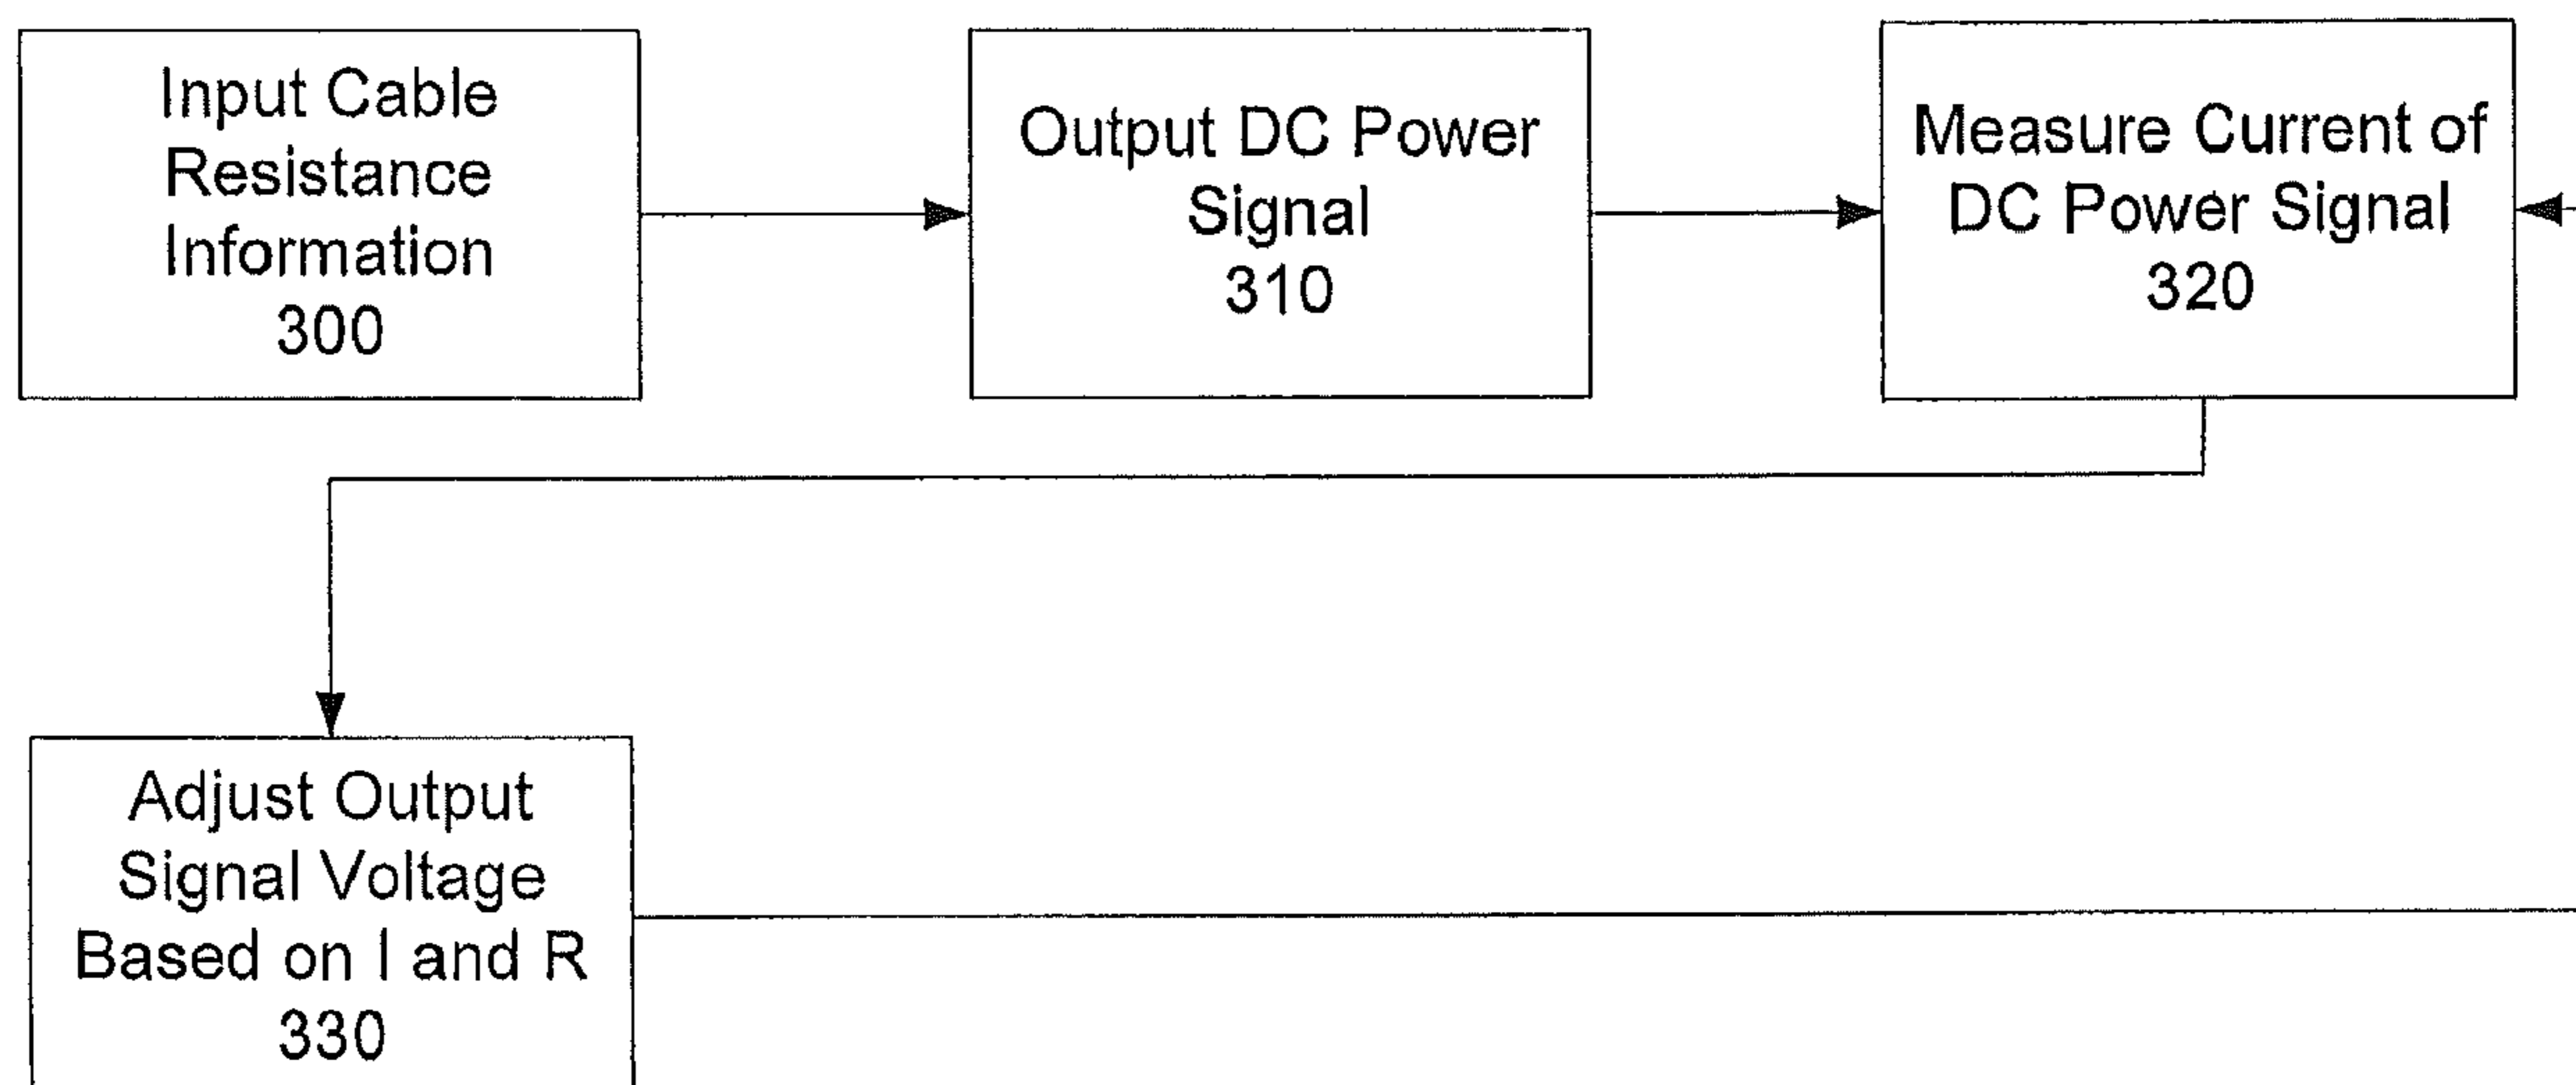 Input Cable
Resistance
Information
300
Output DC Power
Signal
310
Measure Current of
DC Power Signal
320
Adjust Output
Signal Voltage
Based on I and R
330